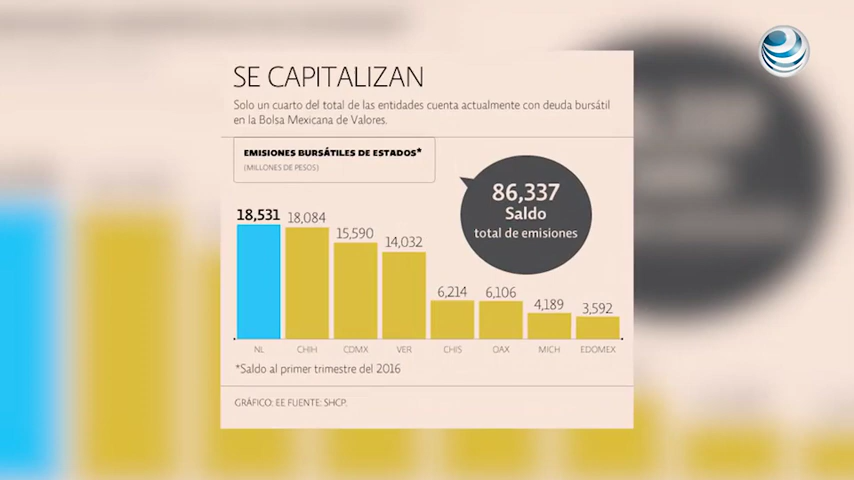 SE CAPITALIZAN
Solo un cuarto del total de las entidades cuenta actualmente con deuda bursátil
en la Bolsa Mexicana de Valores.
EMISIONES BURSÁTILES DE ESTADOS*
(MILLONES DE PESOS)
86,337
Saldo
total de emisiones
18,531 18,084 15,590 14,032 6,214 6,106 4,189 3,592
NL CHIH CDMX VER CHIS OAX MICH EDOMEX
*Saldo al primer trimestre del 2016
GRÁFICO: EE FUENTE: SHCP.